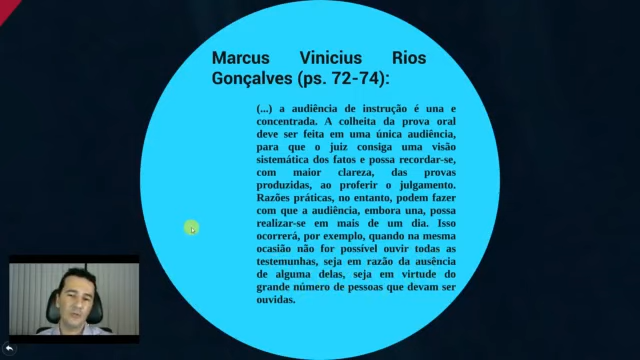 Marcus Vinicius Rios
Gonçalves (ps. 72-74):
(...) a audiência de instrução é una e
concentrada. A colheita da prova oral
deve ser feita em uma única audiência,
para que o juiz consiga uma visão
sistemática dos fatos e possa recordar-se,
com maior clareza, das provas
produzidas, ao proferir o julgamento.
Razões práticas, no entanto, podem fazer
com que a audiência, embora una, possa
realizar-se em mais de um dia. Isso
ocorrerá, por exemplo, quando na mesma
ocasião não for possível ouvir todas as
testemunhas, seja em razão da ausência
de alguma delas, seja em virtude do
grande número de pessoas que devam ser
ouvidas.